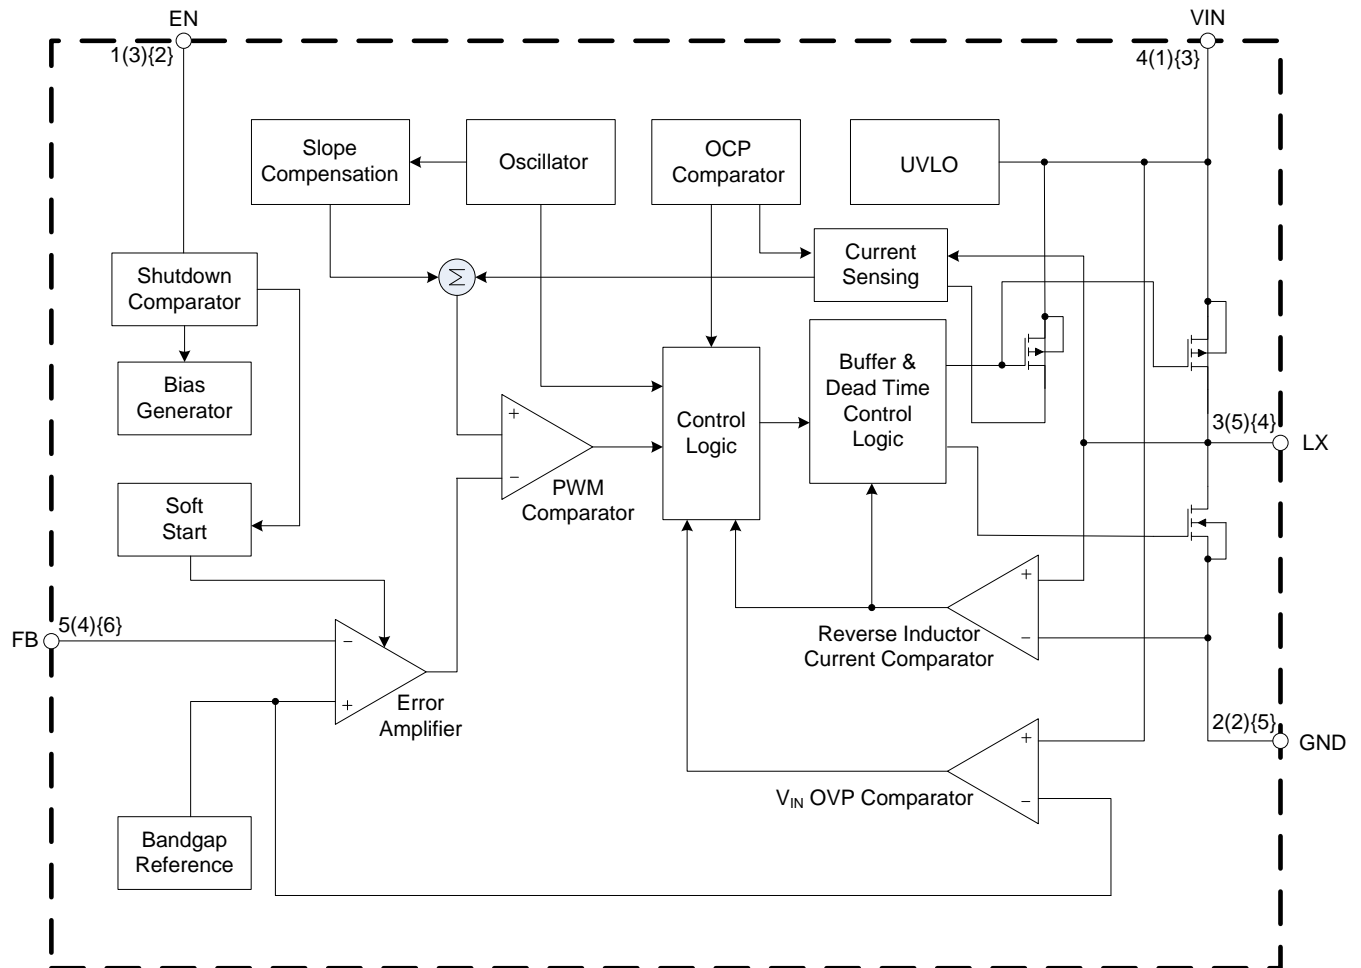 EN
VIN
1(3){2}
4(1){3}
Slope
Compensation
Oscillator
OCP
Comparator
UVLO
Shutdown
Comparator
Σ
Current
Sensing
Bias
Generator
Buffer &
Dead Time
Control
Logic
Control
Logic
+
−
PWM
Comparator
3(5){4}
LX
Soft
Start
5(4){6}
FB
−
+
Error
Amplifier
+
−
Reverse Inductor
Current Comparator
2(2){5}
GND
+
−
VIN OVP Comparator
Bandgap
Reference